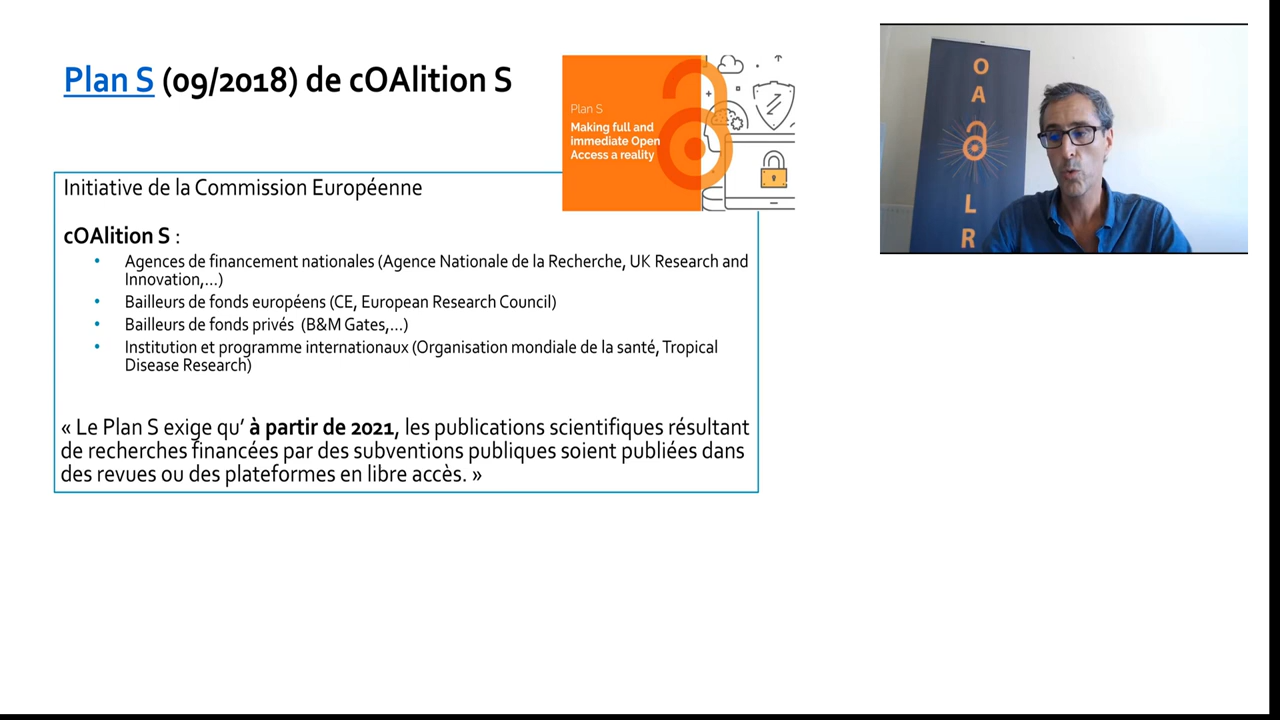 Plan S (09/2018) de cOAlition S
Plan S
Making full and
immediate Open
Access a reality
Initiative de la Commission Européenne
cOAlition S :
• Agences de financement nationales (Agence Nationale de la Recherche, UK Research and
Innovation,...)
• Bailleurs de fonds européens (CE, European Research Council)
• Bailleurs de fonds privés (B&M Gates,...)
• Institution et programme internationaux (Organisation mondiale de la santé, Tropical
Disease Research)
« Le Plan S exige qu' à partir de 2021, les publications scientifiques résultant
de recherches financées par des subventions publiques soient publiées dans
des revues ou des plateformes en libre accès. »
O
A
L
R